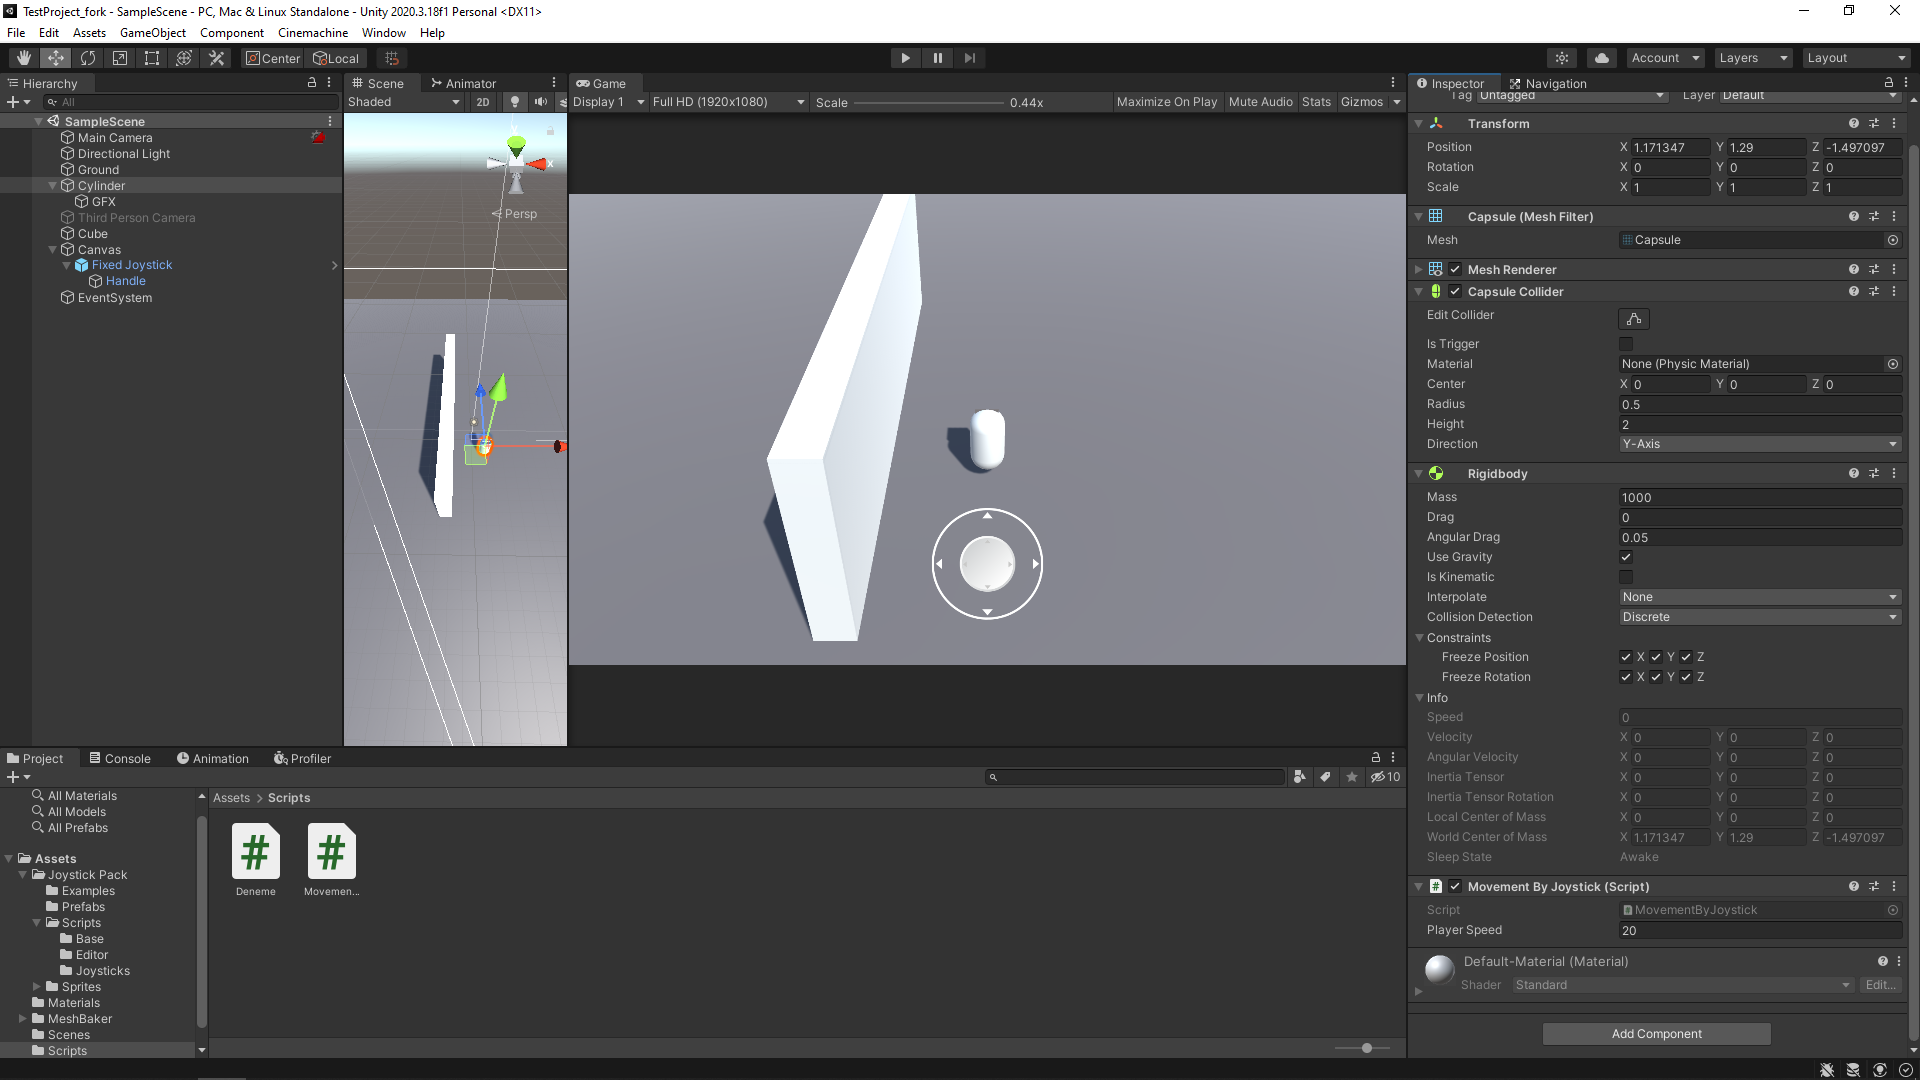 TestProject_fork - SampleScene - PC, Mac & Linux Standalone - Unity 2020.3.18f1 Personal <DX11>
File Edit Assets GameObject Component Cinemachine Window Help
Center Local
Account Layers Layout
Hierarchy
All
SampleScene
Main Camera
Directional Light
Ground
Cylinder
GFX
Third Person Camera
Cube
Canvas
Fixed Joystick
Handle
EventSystem
Scene Animator
Shaded 2D
x
Persp
Game
Display 1 Full HD (1920x1080) Scale 0.44x Maximize On Play Mute Audio Stats Gizmos
Inspector Navigation
Tag Untagged Layer Default
Transform
Position X 1.171347 Y 1.29 Z -1.497097
Rotation X 0 Y 0 Z 0
Scale X 1 Y 1 Z 1
Capsule (Mesh Filter)
Mesh Capsule
Mesh Renderer
Capsule Collider
Edit Collider
Is Trigger
Material None (Physic Material)
Center X 0 Y 0 Z 0
Radius 0.5
Height 2
Direction Y-Axis
Rigidbody
Mass 1000
Drag 0
Angular Drag 0.05
Use Gravity
Is Kinematic
Interpolate None
Collision Detection Discrete
Constraints
Freeze Position X Y Z
Freeze Rotation X Y Z
Info
Speed 0
Velocity X 0 Y 0 Z 0
Angular Velocity X 0 Y 0 Z 0
Inertia Tensor X 0 Y 0 Z 0
Inertia Tensor Rotation X 0 Y 0 Z 0
Local Center of Mass X 0 Y 0 Z 0
World Center of Mass X 1.171347 Y 1.29 Z -1.497097
Sleep State Awake
# Movement By Joystick (Script)
Script MovementByJoystick
Player Speed 20
Default-Material (Material)
Shader Standard Edit...
Add Component
Project Console Animation Profiler
10
All Materials
All Models
All Prefabs
Assets
Joystick Pack
Examples
Prefabs
Scripts
Base
Editor
Joysticks
Sprites
Materials
MeshBaker
Scenes
Scripts
Assets > Scripts
# #
Deneme Movemen...